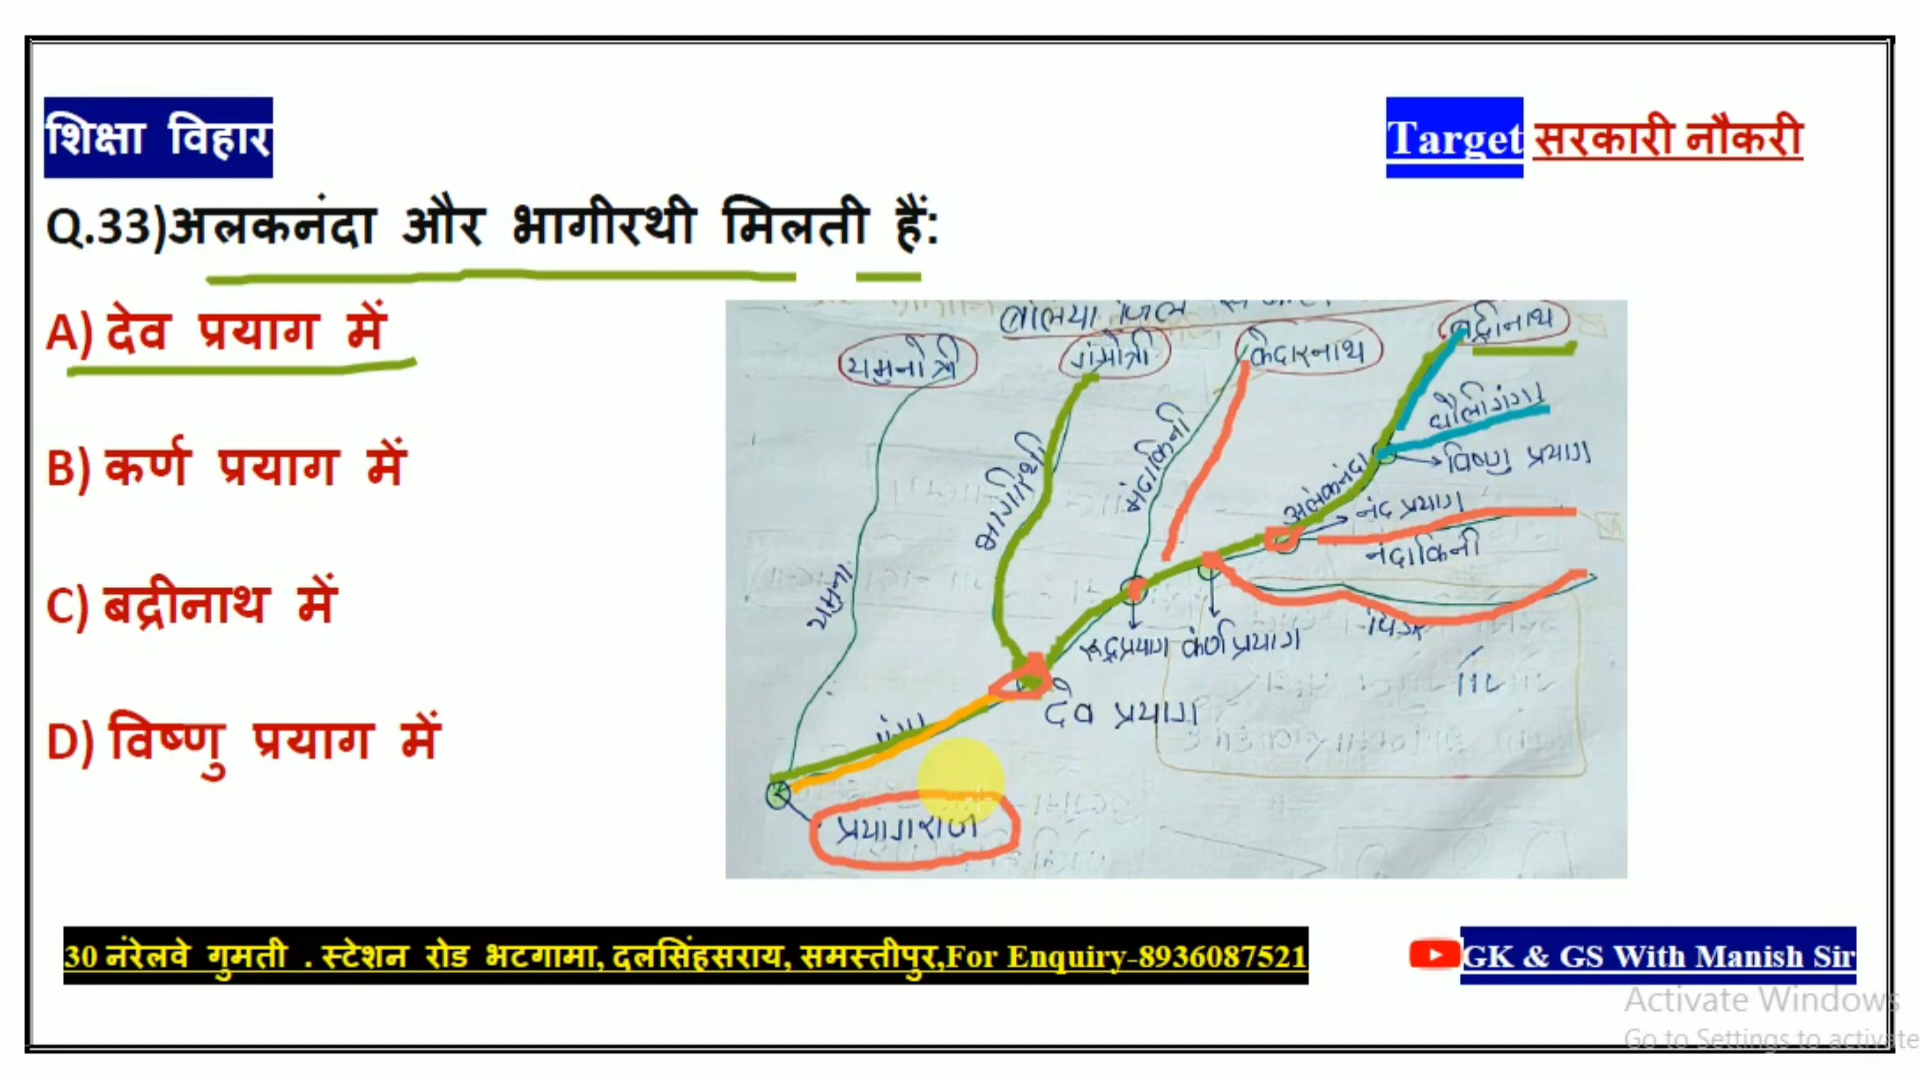 शिक्षा विहार
Target सरकारी नौकरी
Q.33)अलकनंदा और भागीरथी मिलती हैं:
A) देव प्रयाग में
B) कर्ण प्रयाग में
C) बद्रीनाथ में
D) विष्णु प्रयाग में
बद्रीनाथ
यमुनोत्री
गंगोत्री
केदारनाथ
धौलीगंगा
मंदाकिनी
भागीरथी
विष्णु प्रयाग
अलकनंदा
नंद प्रयाग
नंदाकिनी
यमुना
पिंडर
रूद्रप्रयाग
कर्णप्रयाग
देव प्रयाग
गंगा
प्रयागराज
30 नंरेलवे गुमती . स्टेशन रोड भटगामा, दलसिंहसराय, समस्तीपुर,For Enquiry-8936087521
GK & GS With Manish Sir
Activate Windows
Go to Settings to activate